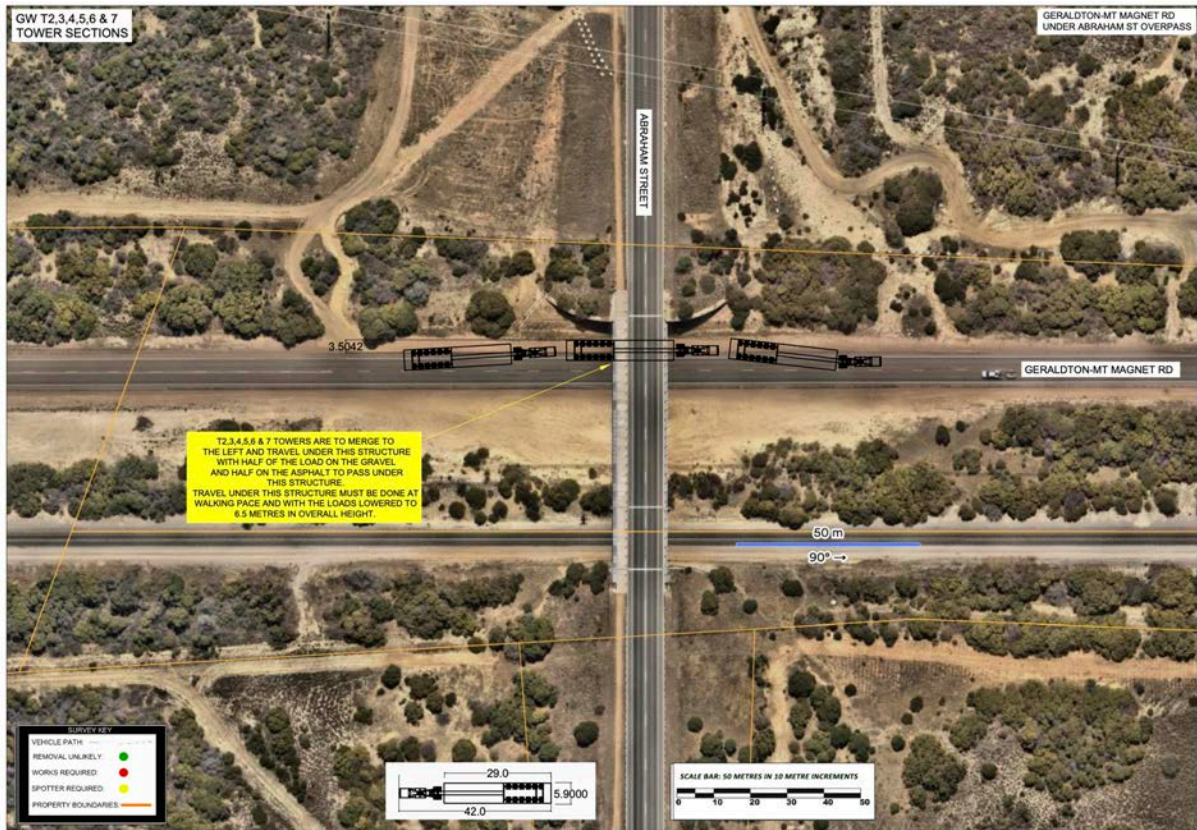 GW T2,3,4,5,6 & 7
TOWER SECTIONS
GERALDTON-MT MAGNET RD
UNDER ABRAHAM ST OVERPASS
ABRAHAM STREET
3.5042
GERALDTON-MT MAGNET RD
T2,3,4,5,6 & 7 TOWERS ARE TO MERGE TO
THE LEFT AND TRAVEL UNDER THIS STRUCTURE
WITH HALF OF THE LOAD ON THE GRAVEL
AND HALF ON THE ASPHALT TO PASS UNDER
THIS STRUCTURE.
TRAVEL UNDER THIS STRUCTURE MUST BE DONE AT
WALKING PACE AND WITH THE LOADS LOWERED TO
6.5 METRES IN OVERALL HEIGHT.
50 m
90° →
SURVEY KEY
VEHICLE PATH:
REMOVAL UNLIKELY:
WORKS REQUIRED:
SPOTTER REQUIRED:
PROPERTY BOUNDARIES:
29.0
5.9000
42.0
SCALE BAR: 50 METRES IN 10 METRE INCREMENTS
0 10 20 30 40 50